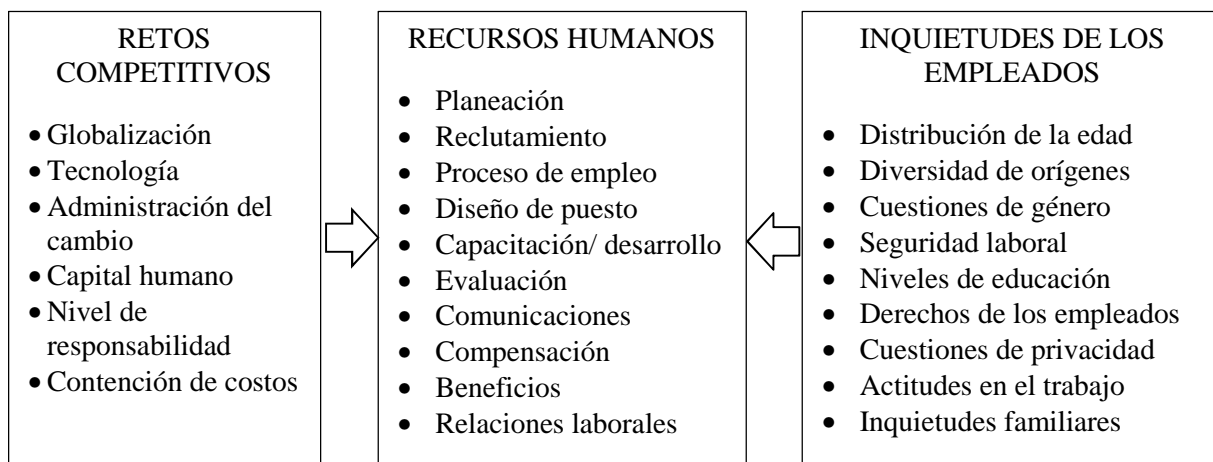 RETOS
COMPETITIVOS
• Globalización
• Tecnología
• Administración del
cambio
• Capital humano
• Nivel de
responsabilidad
• Contención de costos
RECURSOS HUMANOS
• Planeación
• Reclutamiento
• Proceso de empleo
• Diseño de puesto
• Capacitación/ desarrollo
• Evaluación
• Comunicaciones
• Compensación
• Beneficios
• Relaciones laborales
INQUIETUDES DE LOS
EMPLEADOS
• Distribución de la edad
• Diversidad de orígenes
• Cuestiones de género
• Seguridad laboral
• Niveles de educación
• Derechos de los empleados
• Cuestiones de privacidad
• Actitudes en el trabajo
• Inquietudes familiares